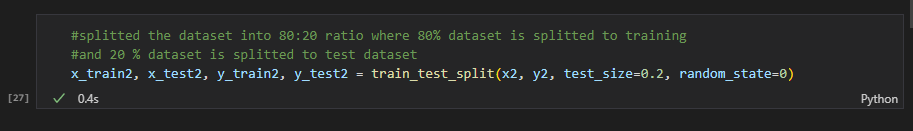 #splitted the dataset into 80:20 ratio where 80% dataset is splitted to training
#and 20 % dataset is splitted to test dataset
x_train2, x_test2, y_train2, y_test2 = train_test_split(x2, y2, test_size=0.2, random_state=0)
[27] ✓ 0.4s Python